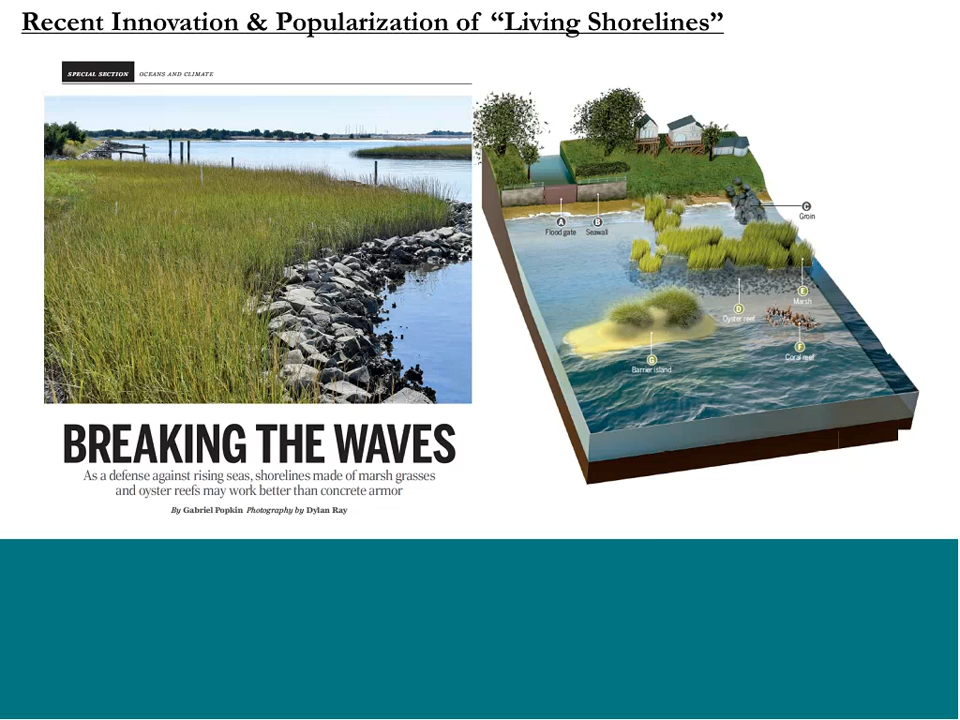 Recent Innovation & Popularization of “Living Shorelines”
SPECIAL SECTION OCEANS AND CLIMATE
C
Groin
A
Flood gate
B
Seawall
E
Marsh
D
Oyster reef
F
Coral reef
G
Barrier island
BREAKING THE WAVES
As a defense against rising seas, shorelines made of marsh grasses
and oyster reefs may work better than concrete armor
By Gabriel Popkin Photography by Dylan Ray